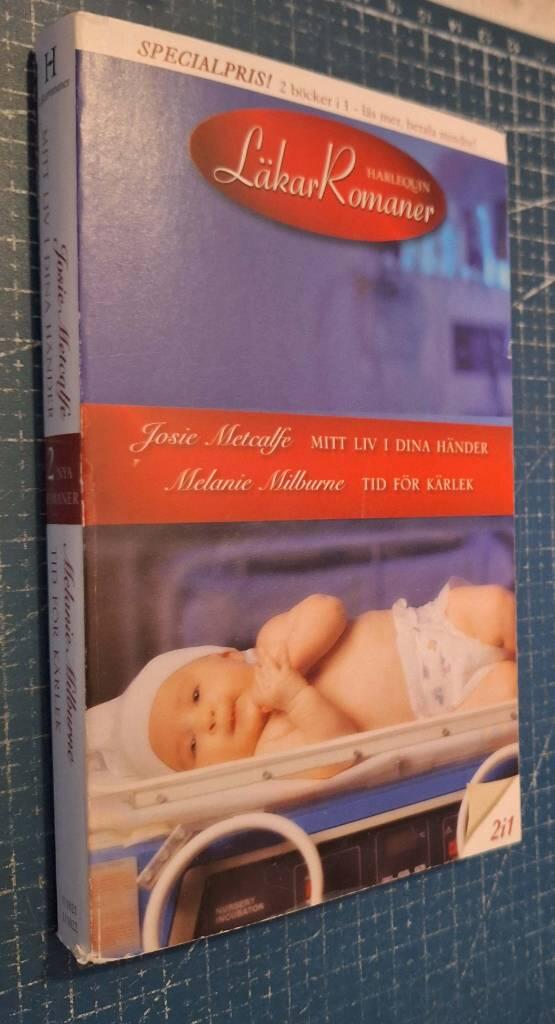 SPECIALPRIS! 2 böcker i 1 - läs mer, betala mindre!
HARLEQUIN
LäkarRomaner
Josie Metcalfe MITT LIV I DINA HÄNDER
Melanie Milburne TID FÖR KÄRLEK
2i1
NURSERY
INCUBATOR
H
Josie Metcalfe
MITT LIV I DINA HÄNDER
2 NYA
ROMANER
Melanie Milburne
TID FÖR KÄRLEK